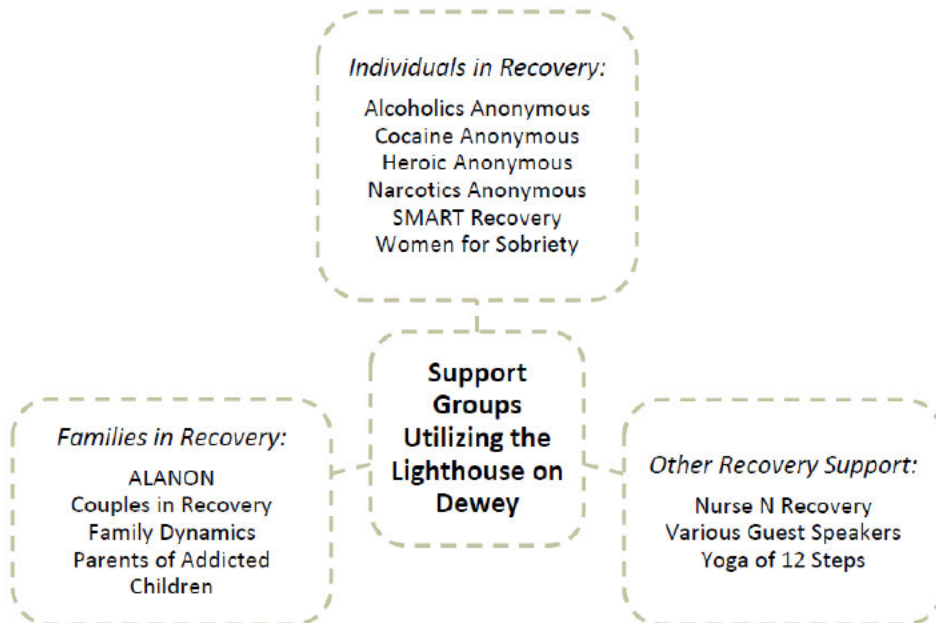 Individuals in Recovery:
Alcoholics Anonymous
Cocaine Anonymous
Heroic Anonymous
Narcotics Anonymous
SMART Recovery
Women for Sobriety
Support
Groups
Utilizing the
Lighthouse on
Dewey
Families in Recovery:
ALANON
Couples in Recovery
Family Dynamics
Parents of Addicted
Children
Other Recovery Support:
Nurse N Recovery
Various Guest Speakers
Yoga of 12 Steps